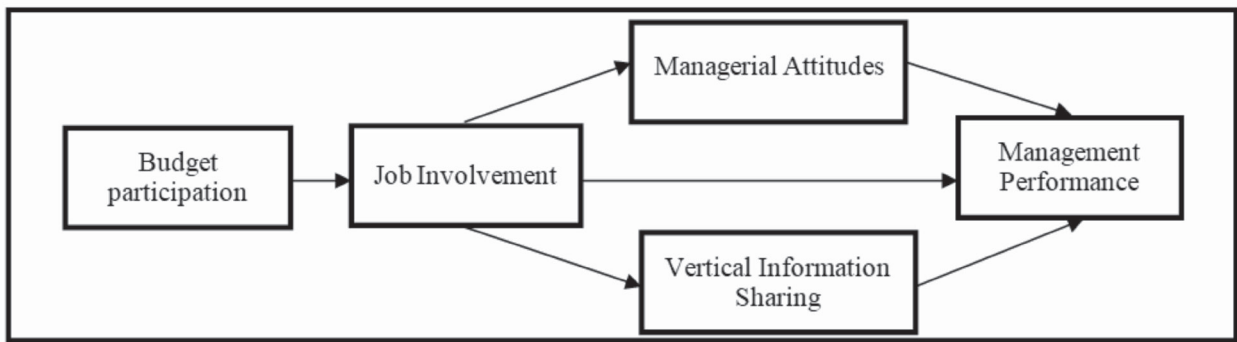 Managerial Attitudes
Budget
participation
Job Involvement
Management
Performance
Vertical Information
Sharing